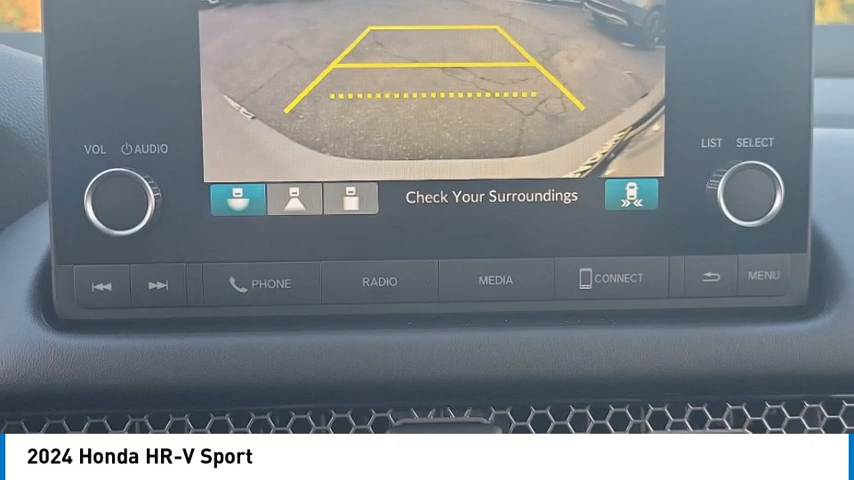 VOL AUDIO
LIST SELECT
Check Your Surroundings
PHONE RADIO MEDIA CONNECT MENU
2024 Honda HR-V Sport